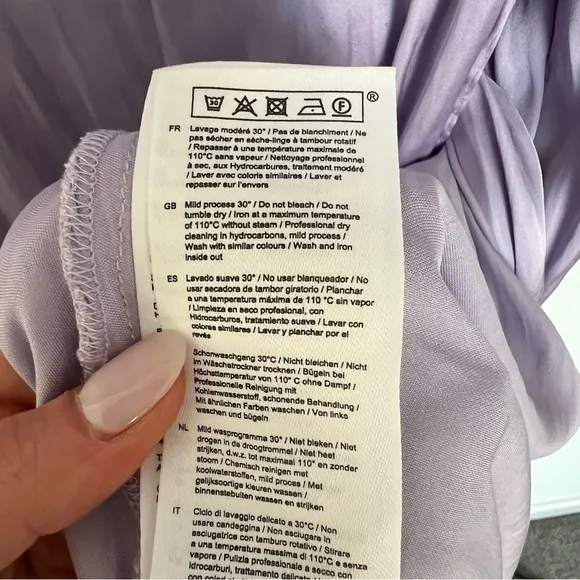 30 F ®
FR Lavage modéré 30° / Pas de blanchiment / Ne
pas sécher en sèche-linge à tambour rotatif
/ Repasser à une température maximale de
110°C sans vapeur / Nettoyage professionnel
à sec, aux Hydrocarbures, traitement modéré
/ Laver avec coloris similaires / Laver et
repasser sur l'envers
GB Mild process 30° / Do not bleach / Do not
tumble dry / Iron at a maximum temperature
of 110°C without steam / Professional dry
cleaning in hydrocarbons, mild process /
Wash with similar colours / Wash and iron
inside out
ES Lavado suave 30° / No usar blanqueador / No
usar secadora de tambor giratorio / Planchar
a una temperatura máxima de 110 °C sin vapor
/ Limpieza en seco profesional, con
Hidrocarburos, tratamiento suave / Lavar con
colores similares / Lavar y planchar por el
revés
Schonwaschgang 30°C / Nicht bleichen / Nicht
im Wäschetrockner trocknen / Bügeln bei
Höchsttemperatur von 110° C ohne Dampf /
Professionelle Reinigung mit
Kohlenwasserstoff, schonende Behandlung /
Mit ähnlichen Farben waschen / Von links
waschen und bügeln
NL Mild wasprogramma 30° / Niet bleken / Niet
drogen in de droogtrommel / Niet heet
strijken, d.w.z. tot maximaal 110° en zonder
stoom / Chemisch reinigen met
koolwaterstoffen, mild proces / Met
gelijksoortige kleuren wassen /
binnenstebuiten wassen en strijken
IT Ciclo di lavaggio delicato a 30°C / Non
usare candeggina / Non asciugare in
asciugatrice con tamburo rotativo / Stirare
a una temperatura massima di 110°C e senza
vapore / Pulizia professionale a secco con
idrocarburi, trattamento delicato /